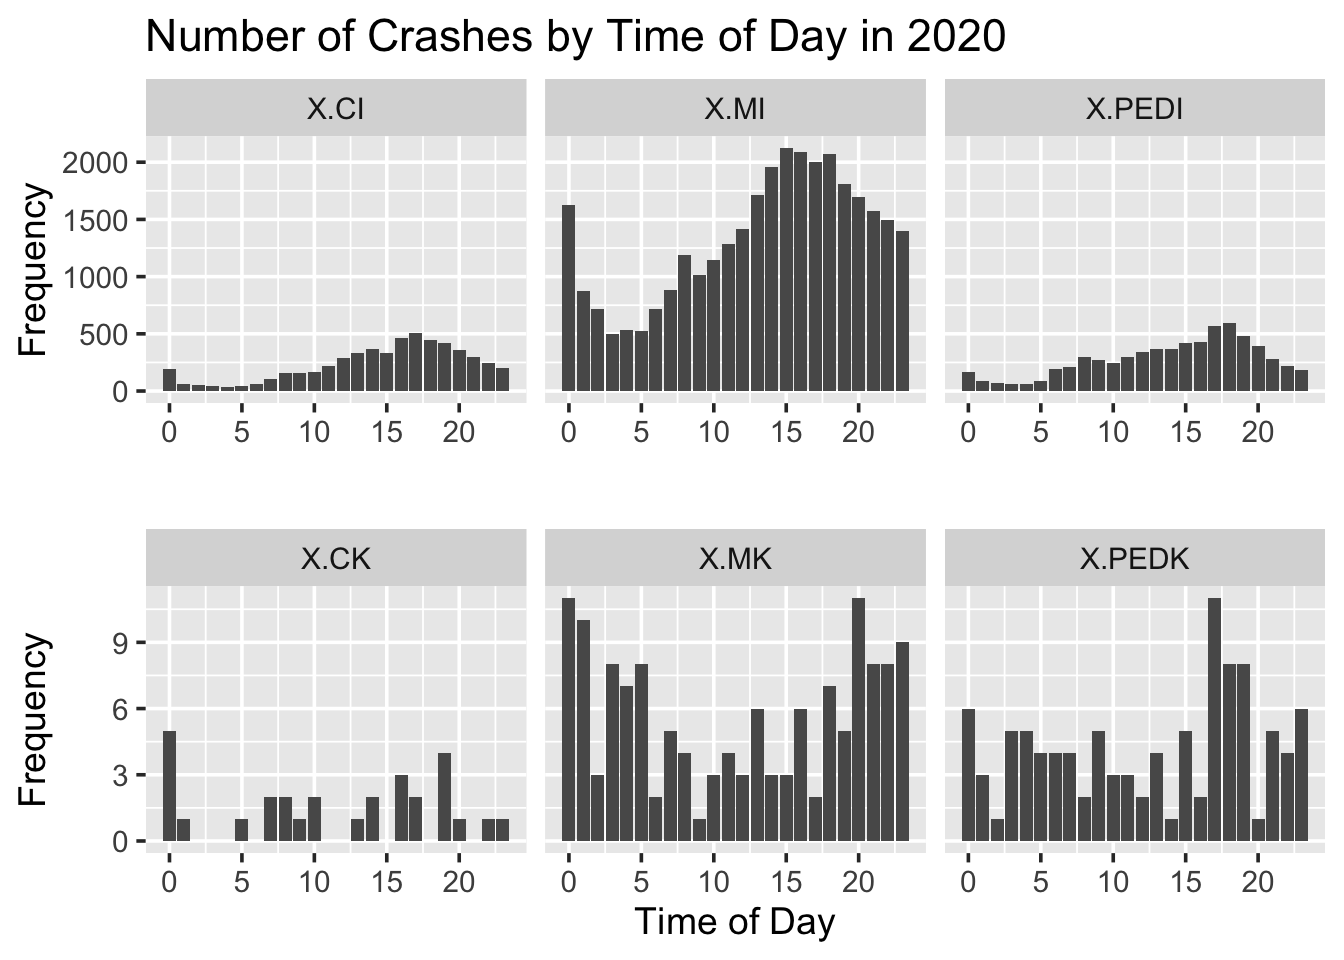 Number of Crashes by Time of Day in 2020
X.CI X.MI X.PEDI
Frequency
2000
1500
1000
500
0
0 5 10 15 20 0 5 10 15 20 0 5 10 15 20
X.CK X.MK X.PEDK
Frequency
9
6
3
0
0 5 10 15 20 0 5 10 15 20 0 5 10 15 20
Time of Day